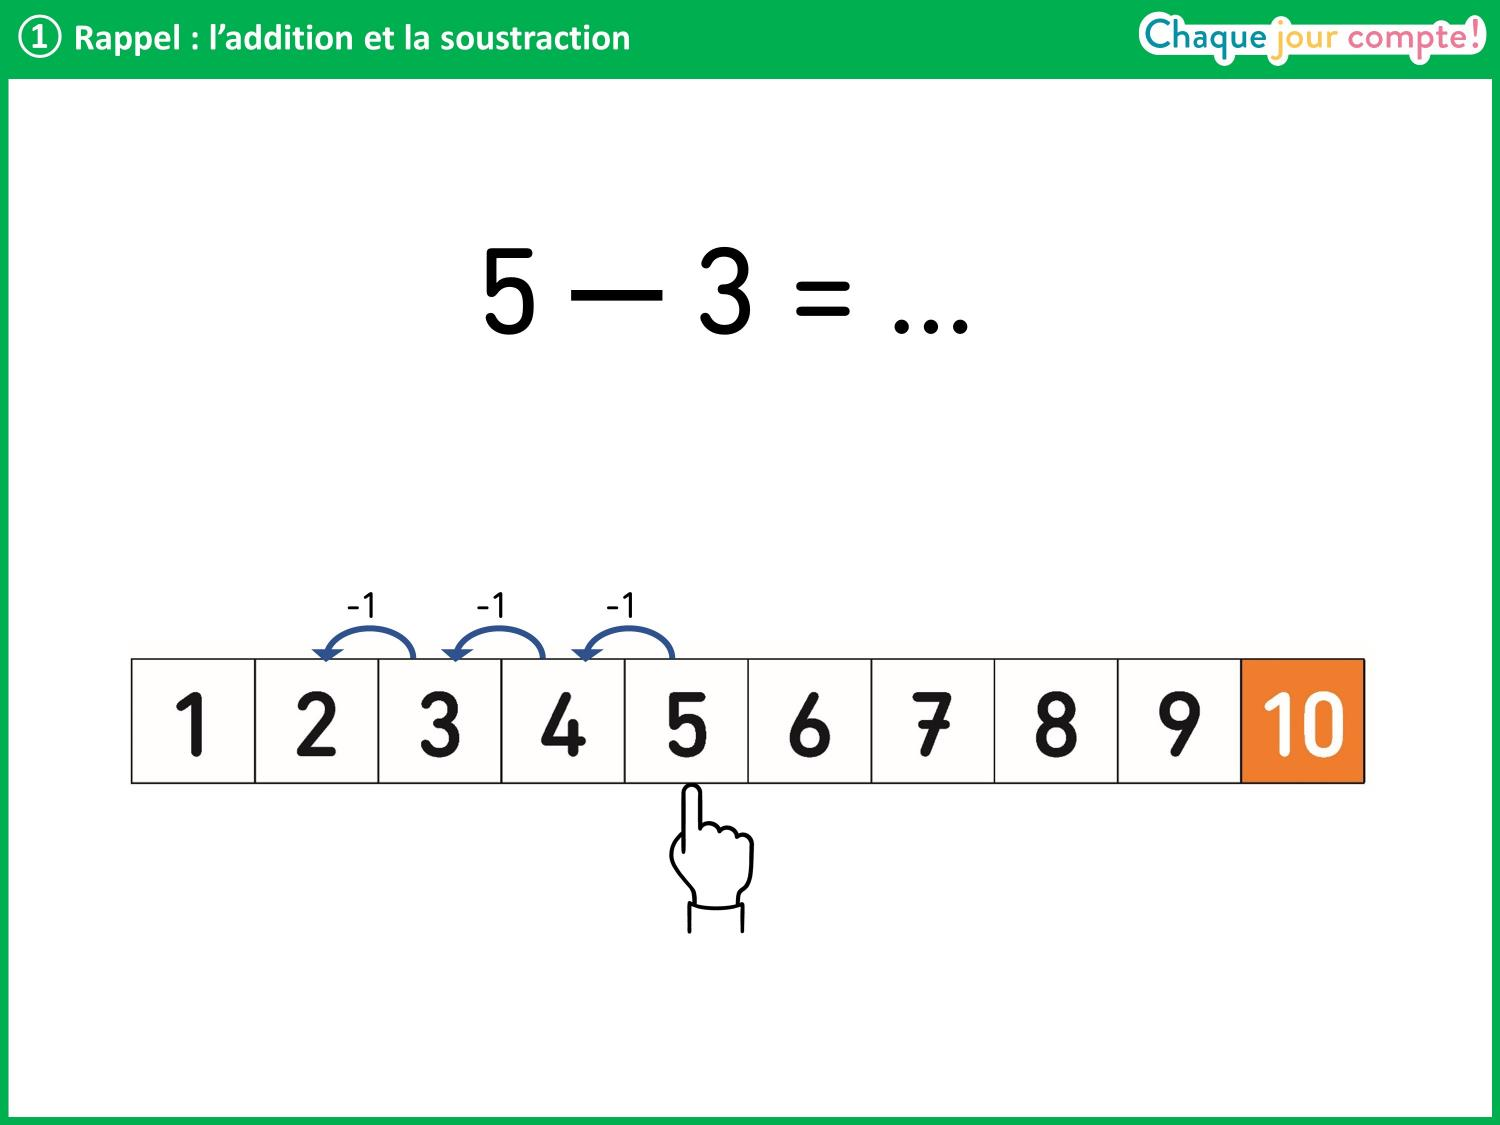 ① Rappel : l’addition et la soustraction
Chaque jour compte!
5 – 3 = ...
-1 -1 -1
1 2 3 4 5 6 7 8 9 10